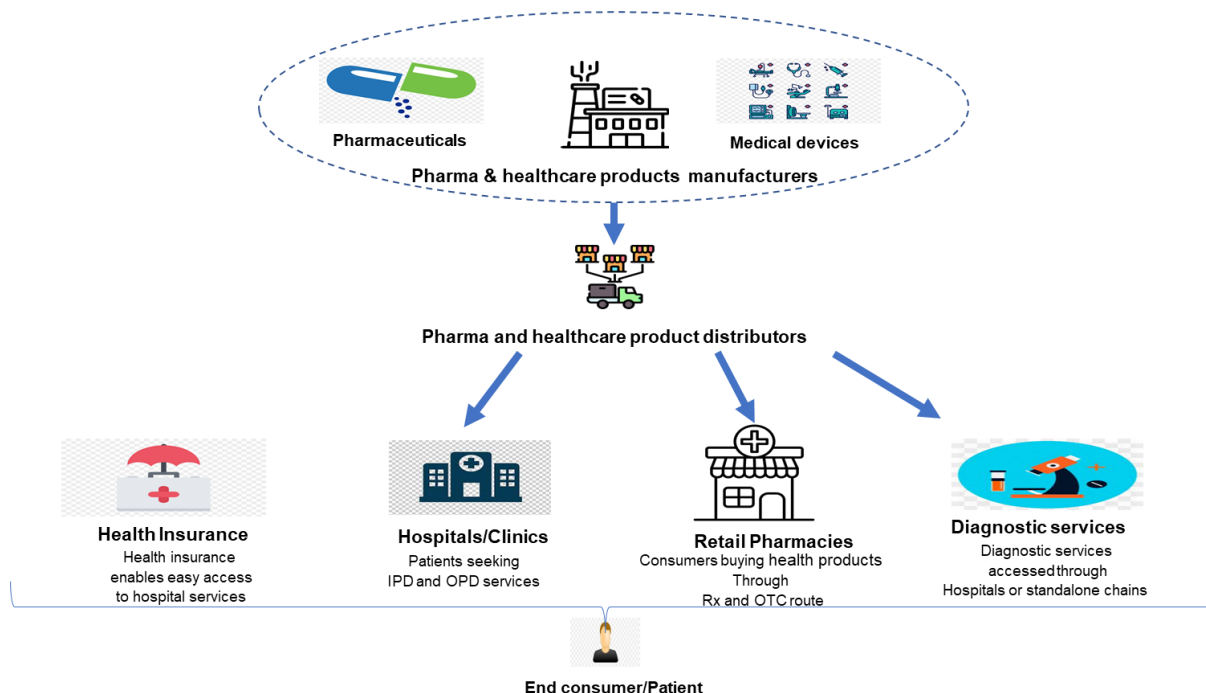 Pharmaceuticals
Medical devices
Pharma & healthcare products manufacturers
Pharma and healthcare product distributors
Health Insurance
Health insurance
enables easy access
to hospital services
Hospitals/Clinics
Patients seeking
IPD and OPD services
Retail Pharmacies
Consumers buying health products
Through
Rx and OTC route
Diagnostic services
Diagnostic services
accessed through
Hospitals or standalone chains
End consumer/Patient